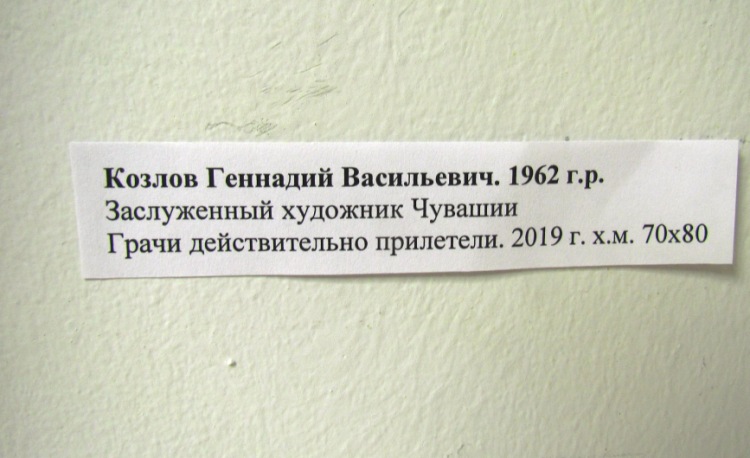 Козлов Геннадий Васильевич. 1962 г.р.
Заслуженный художник Чувашии
Грачи действительно прилетели. 2019 г. х.м. 70х80